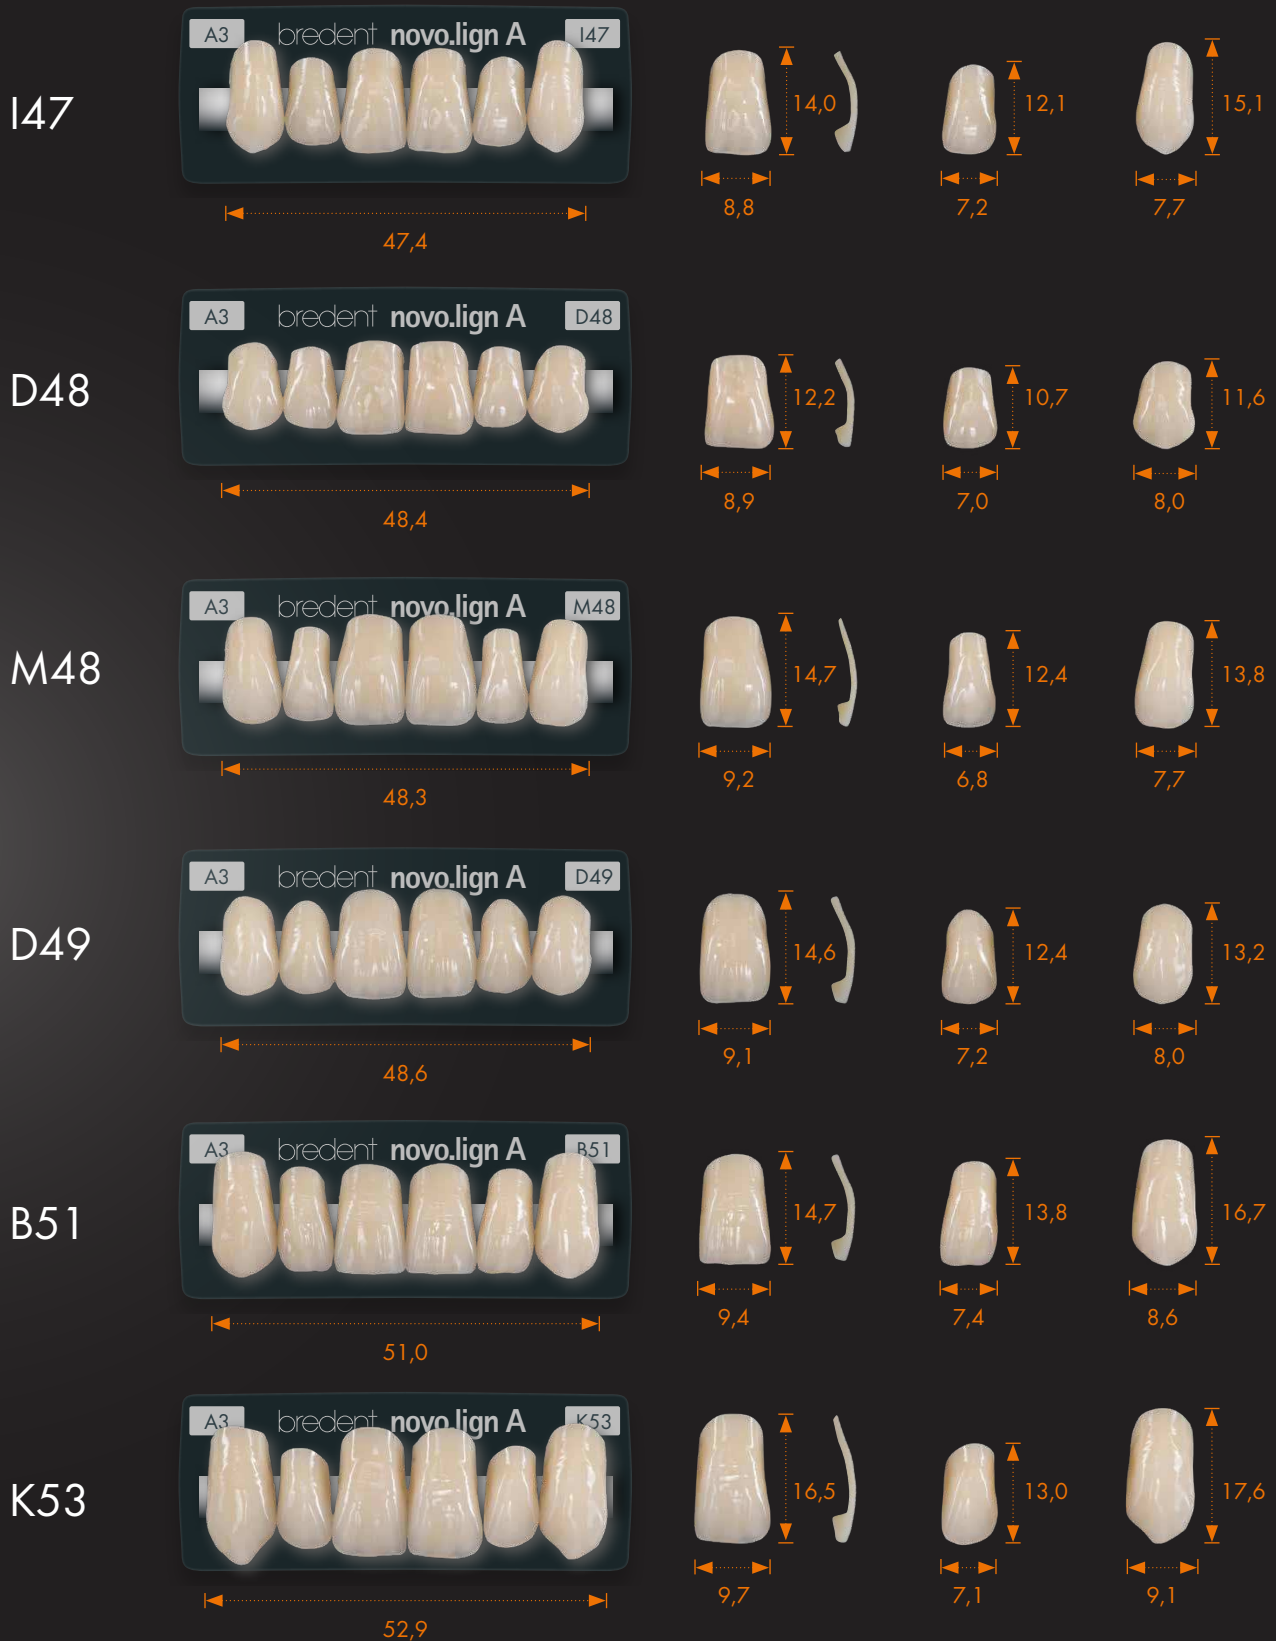 I47
A3 bredent novo.lign A I47
14,0 12,1 15,1
8,8 7,2 7,7
47,4
D48
A3 bredent novo.lign A D48
12,2 10,7 11,6
8,9 7,0 8,0
48,4
M48
A3 bredent novo.lign A M48
14,7 12,4 13,8
9,2 6,8 7,7
48,3
D49
A3 bredent novo.lign A D49
14,6 12,4 13,2
9,1 7,2 8,0
48,6
B51
A3 bredent novo.lign A B51
14,7 13,8 16,7
9,4 7,4 8,6
51,0
K53
A3 bredent novo.lign A K53
16,5 13,0 17,6
9,7 7,1 9,1
52,9